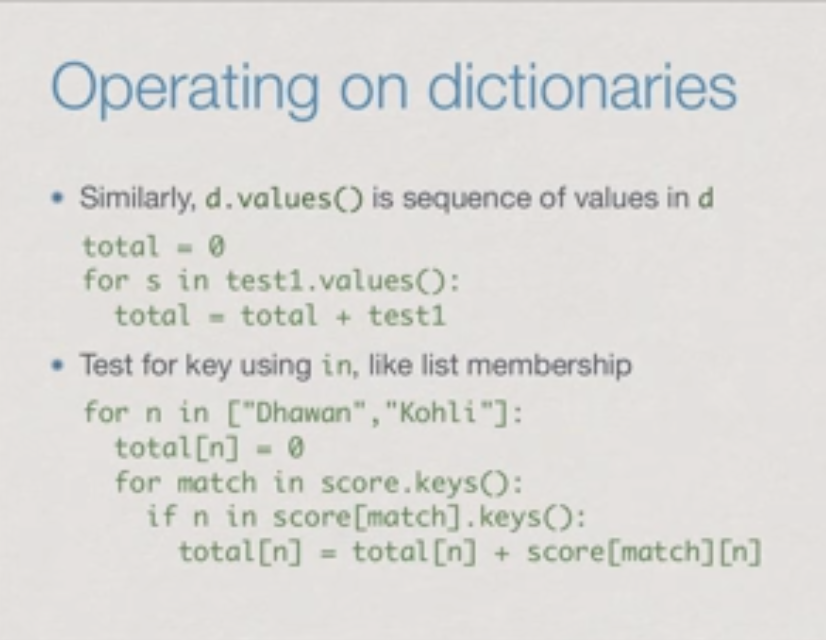 Operating on dictionaries
• Similarly, d.values() is sequence of values in d
total = 0
for s in test1.values():
  total = total + test1
• Test for key using in, like list membership
for n in ["Dhawan","Kohli"]:
  total[n] = 0
  for match in score.keys():
    if n in score[match].keys():
      total[n] = total[n] + score[match][n]